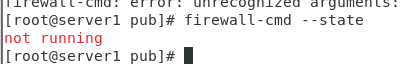 firewall-cmd: error: unrecognized arguments:
[root@server1 pub]# firewall-cmd --state
not running
[root@server1 pub]#